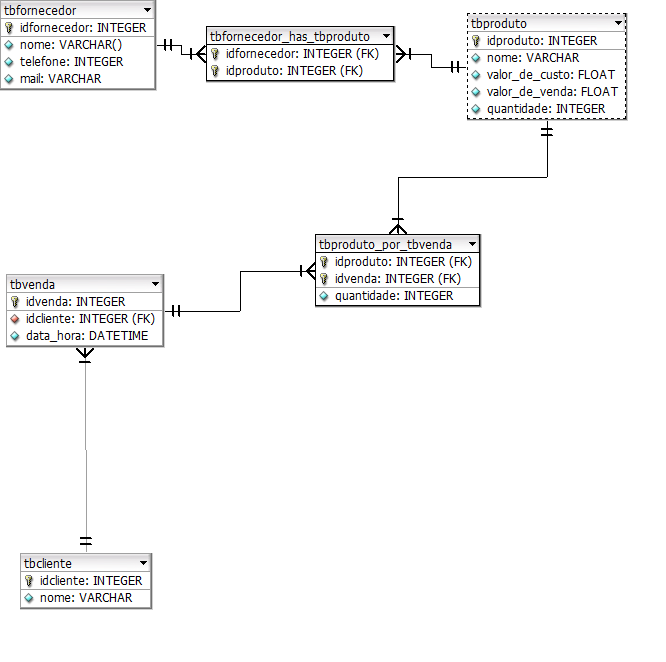 tbfornecedor
idfornecedor: INTEGER
nome: VARCHAR()
telefone: INTEGER
mail: VARCHAR
tbfornecedor_has_tbproduto
idfornecedor: INTEGER (FK)
idproduto: INTEGER (FK)
tbproduto
idproduto: INTEGER
nome: VARCHAR
valor_de_custo: FLOAT
valor_de_venda: FLOAT
quantidade: INTEGER
tbproduto_por_tbvenda
idproduto: INTEGER (FK)
idvenda: INTEGER (FK)
quantidade: INTEGER
tbvenda
idvenda: INTEGER
idcliente: INTEGER (FK)
data_hora: DATETIME
tbcliente
idcliente: INTEGER
nome: VARCHAR